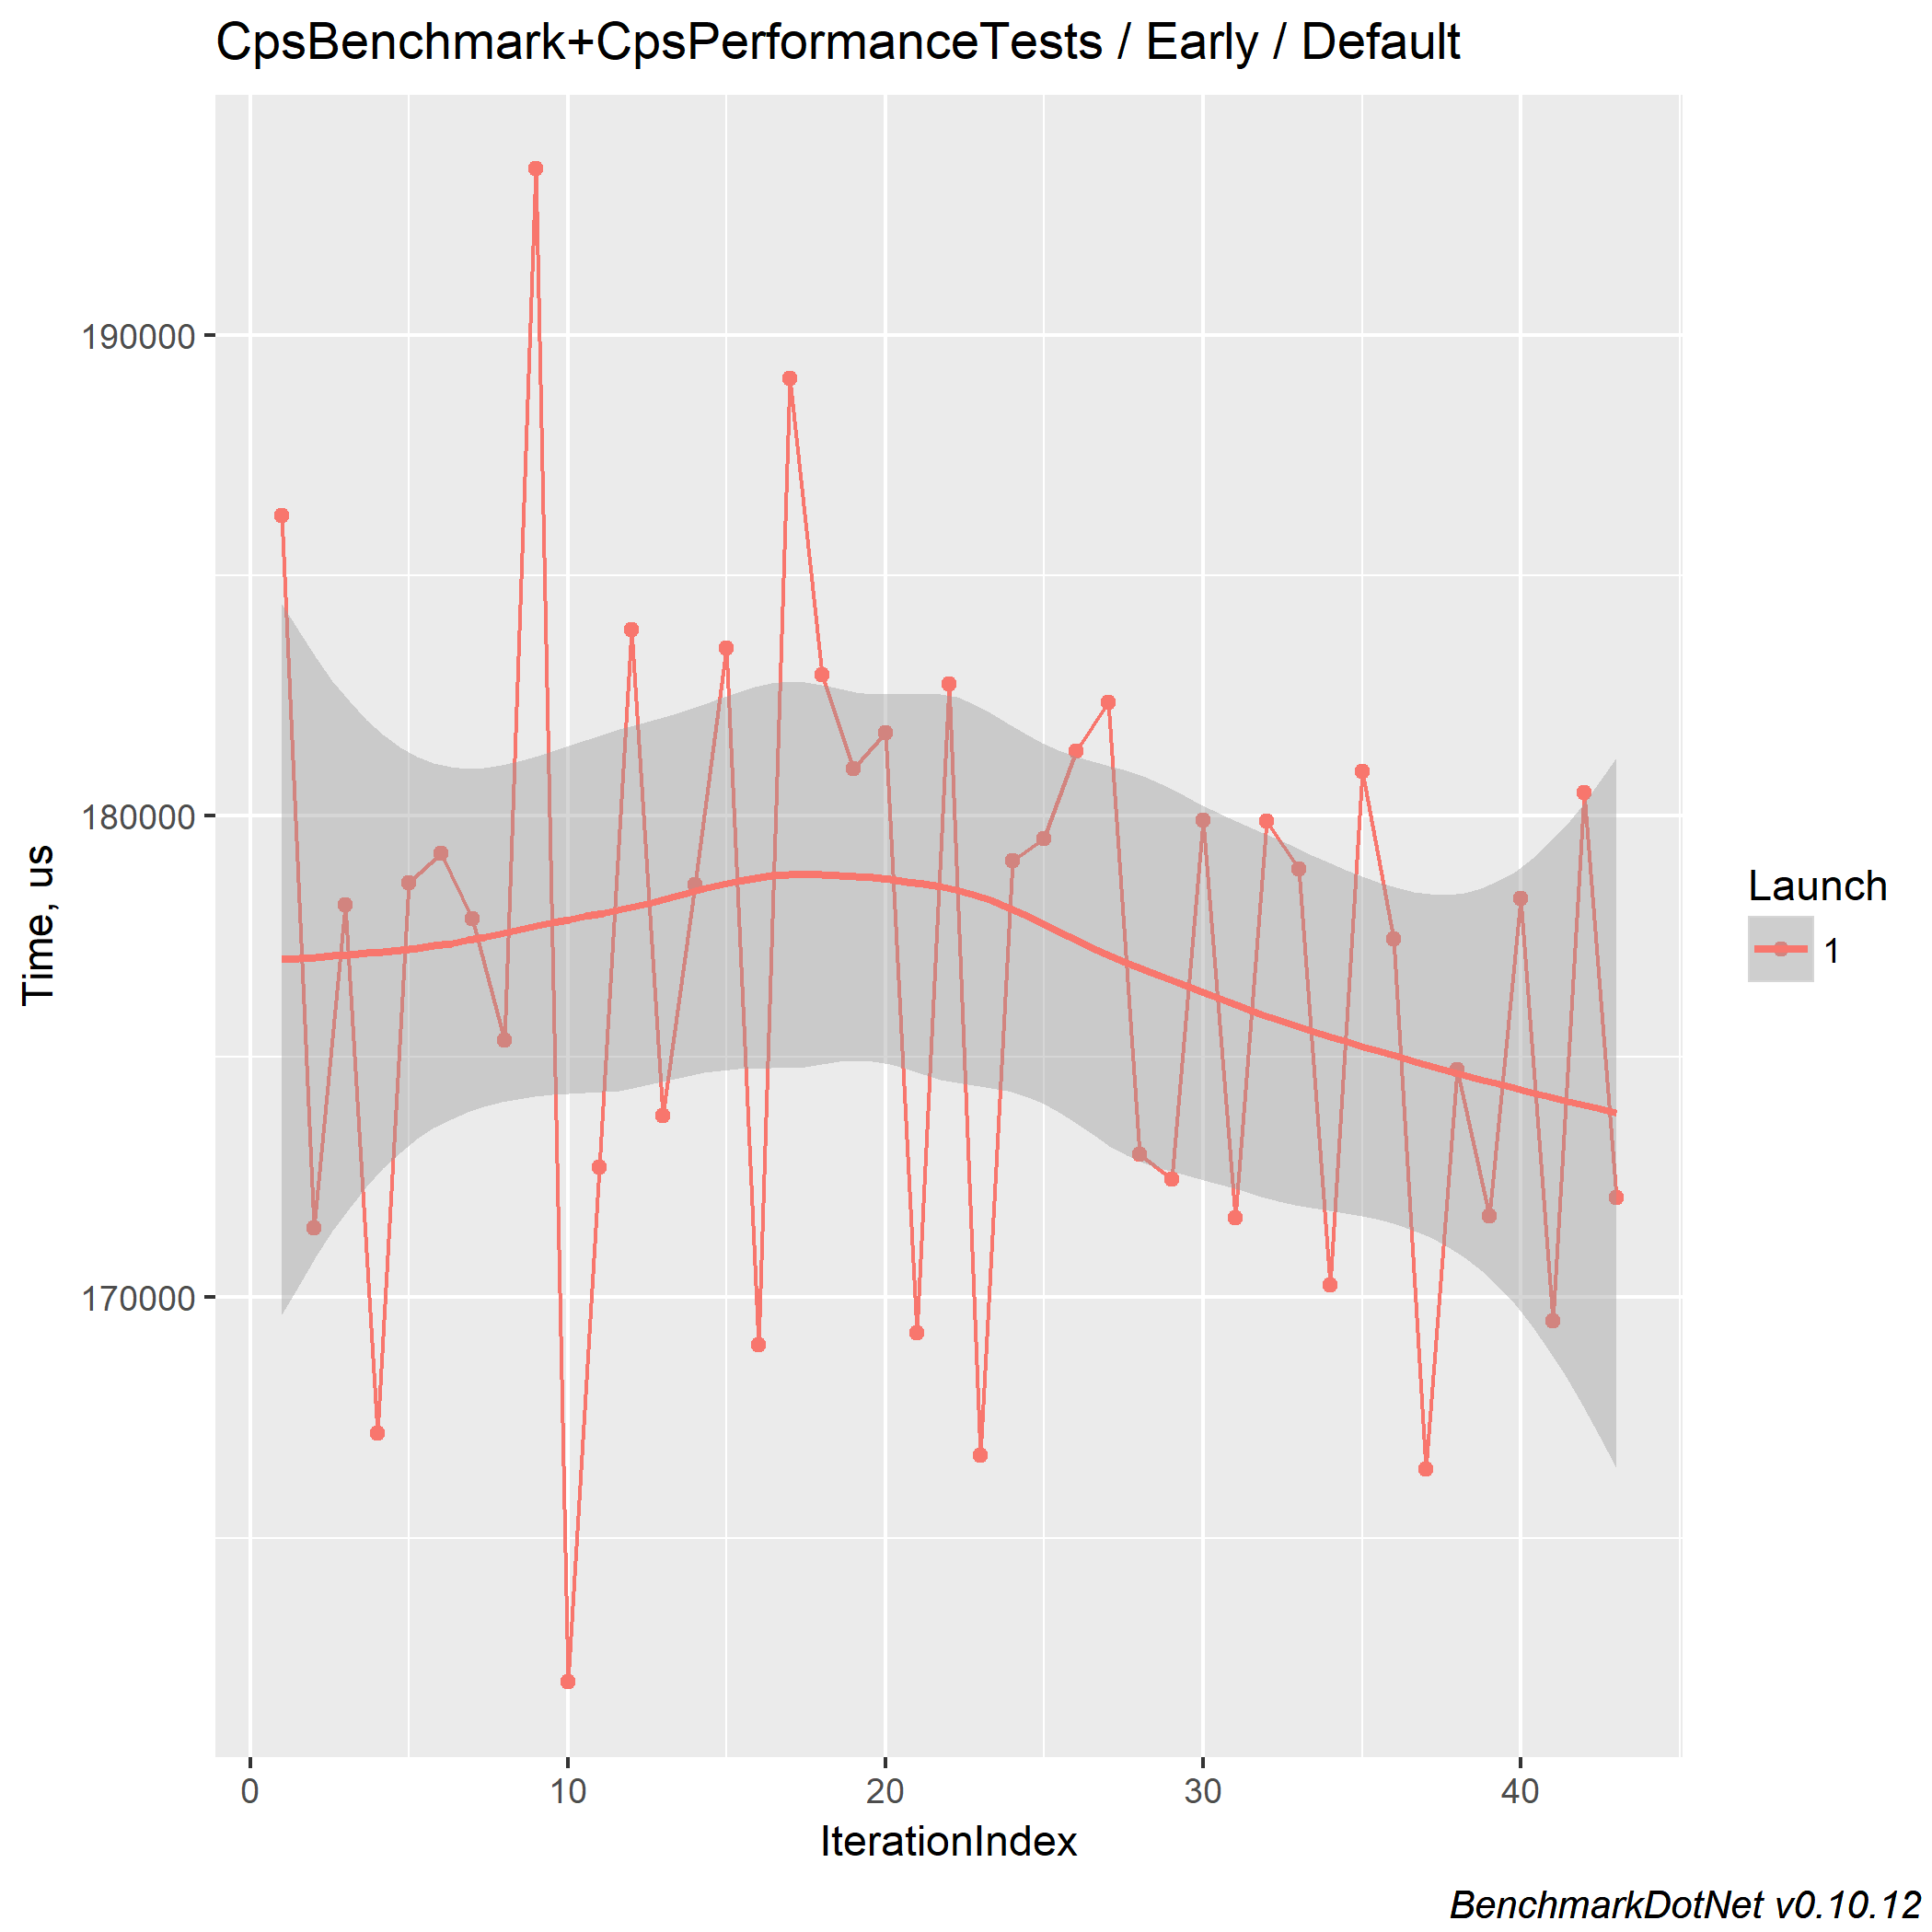 CpsBenchmark+CpsPerformanceTests / Early / Default
Time, us
190000
180000
170000
0 10 20 30 40
IterationIndex
Launch
1
BenchmarkDotNet v0.10.12